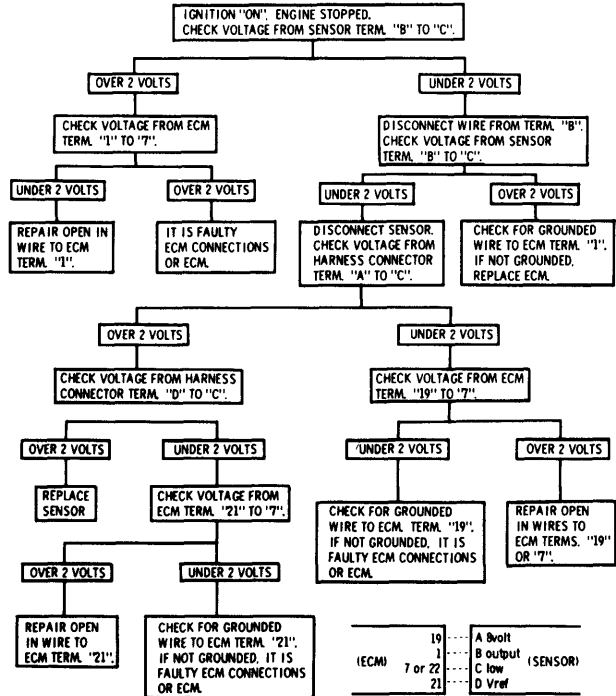 IGNITION "ON", ENGINE STOPPED.
CHECK VOLTAGE FROM SENSOR TERM. "B" TO "C".
OVER 2 VOLTS
UNDER 2 VOLTS
CHECK VOLTAGE FROM ECM
TERM. "1" TO "7".
DISCONNECT WIRE FROM TERM. "B".
CHECK VOLTAGE FROM SENSOR
TERM. "B" TO "C".
UNDER 2 VOLTS
OVER 2 VOLTS
UNDER 2 VOLTS
OVER 2 VOLTS
REPAIR OPEN IN
WIRE TO ECM
TERM. "1".
IT IS FAULTY
ECM CONNECTIONS
OR ECM.
DISCONNECT SENSOR.
CHECK VOLTAGE FROM
HARNESS CONNECTOR
TERM. "A" TO "C".
CHECK FOR GROUNDED
WIRE TO ECM TERM. "1".
IF NOT GROUNDED,
REPLACE ECM.
OVER 2 VOLTS
UNDER 2 VOLTS
CHECK VOLTAGE FROM HARNESS
CONNECTOR TERM. "D" TO "C".
CHECK VOLTAGE FROM ECM
TERM. "19" TO "7".
OVER 2 VOLTS
UNDER 2 VOLTS
UNDER 2 VOLTS
OVER 2 VOLTS
REPLACE
SENSOR
CHECK VOLTAGE FROM
ECM TERM. "21" TO "7".
CHECK FOR GROUNDED
WIRE TO ECM. TERM. "19".
IF NOT GROUNDED, IT IS
FAULTY ECM CONNECTIONS
OR ECM.
REPAIR OPEN
IN WIRES TO
ECM TERMS. "19"
OR "7".
OVER 2 VOLTS
UNDER 2 VOLTS
REPAIR OPEN
IN WIRE TO
ECM TERM. "21".
CHECK FOR GROUNDED
WIRE TO ECM TERM. "21".
IF NOT GROUNDED, IT IS
FAULTY ECM CONNECTIONS
OR ECM.
(ECM)
19 A 8volt
1 B output
7 or 22 C low
21 D Vref
(SENSOR)